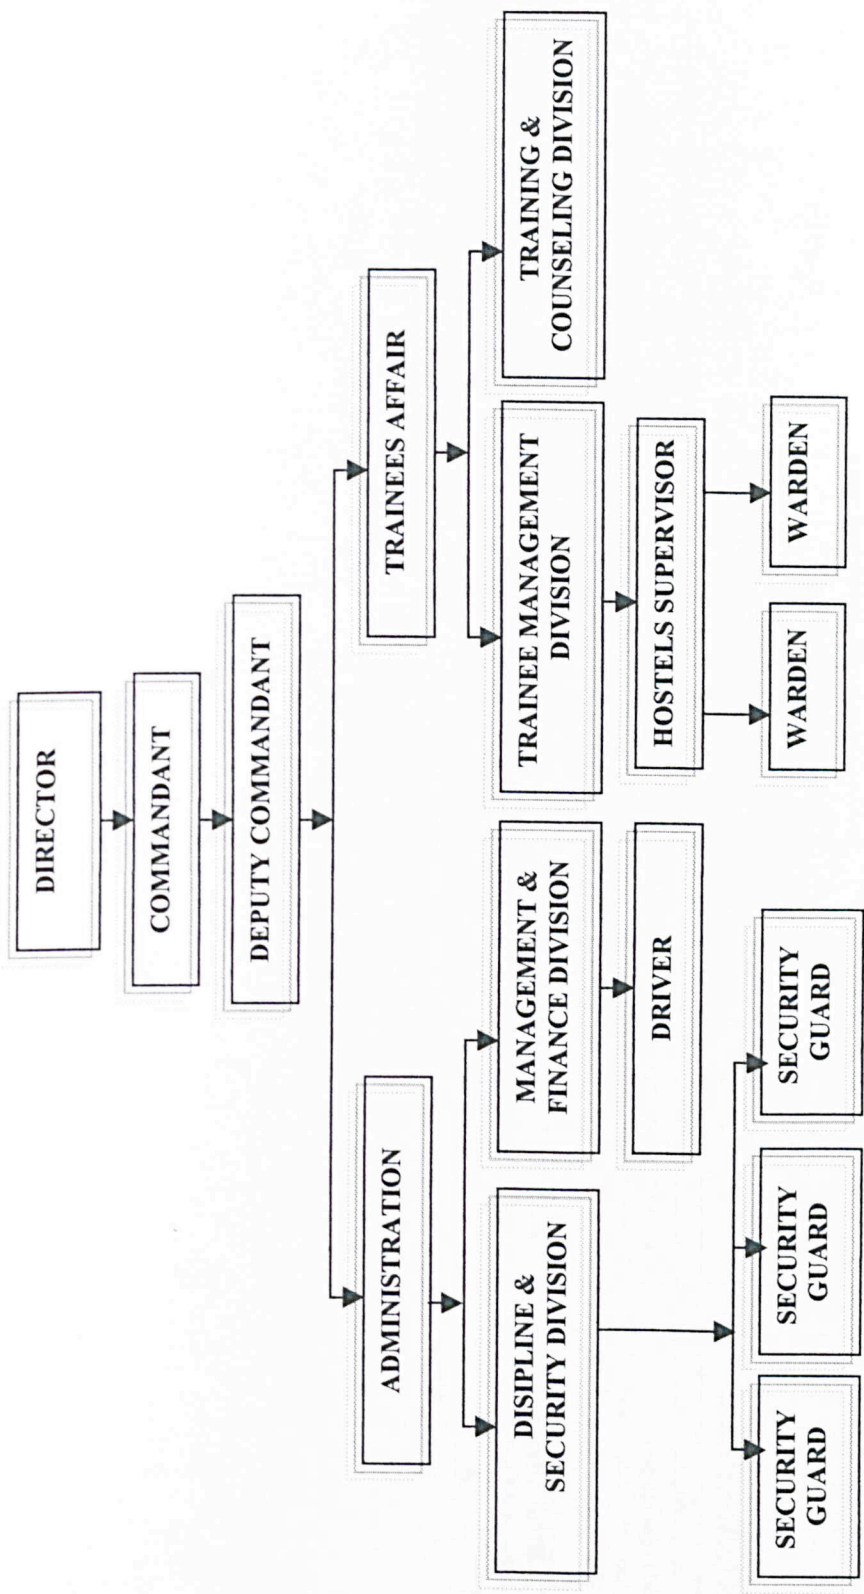 DIRECTOR
COMMANDANT
DEPUTY COMMANDANT
ADMINISTRATION
TRAINEES AFFAIR
DISIPLINE &
SECURITY DIVISION
MANAGEMENT &
FINANCE DIVISION
TRAINEE MANAGEMENT
DIVISION
TRAINING &
COUNSELING DIVISION
DRIVER
HOSTELS SUPERVISOR
SECURITY
GUARD
SECURITY
GUARD
SECURITY
GUARD
WARDEN
WARDEN